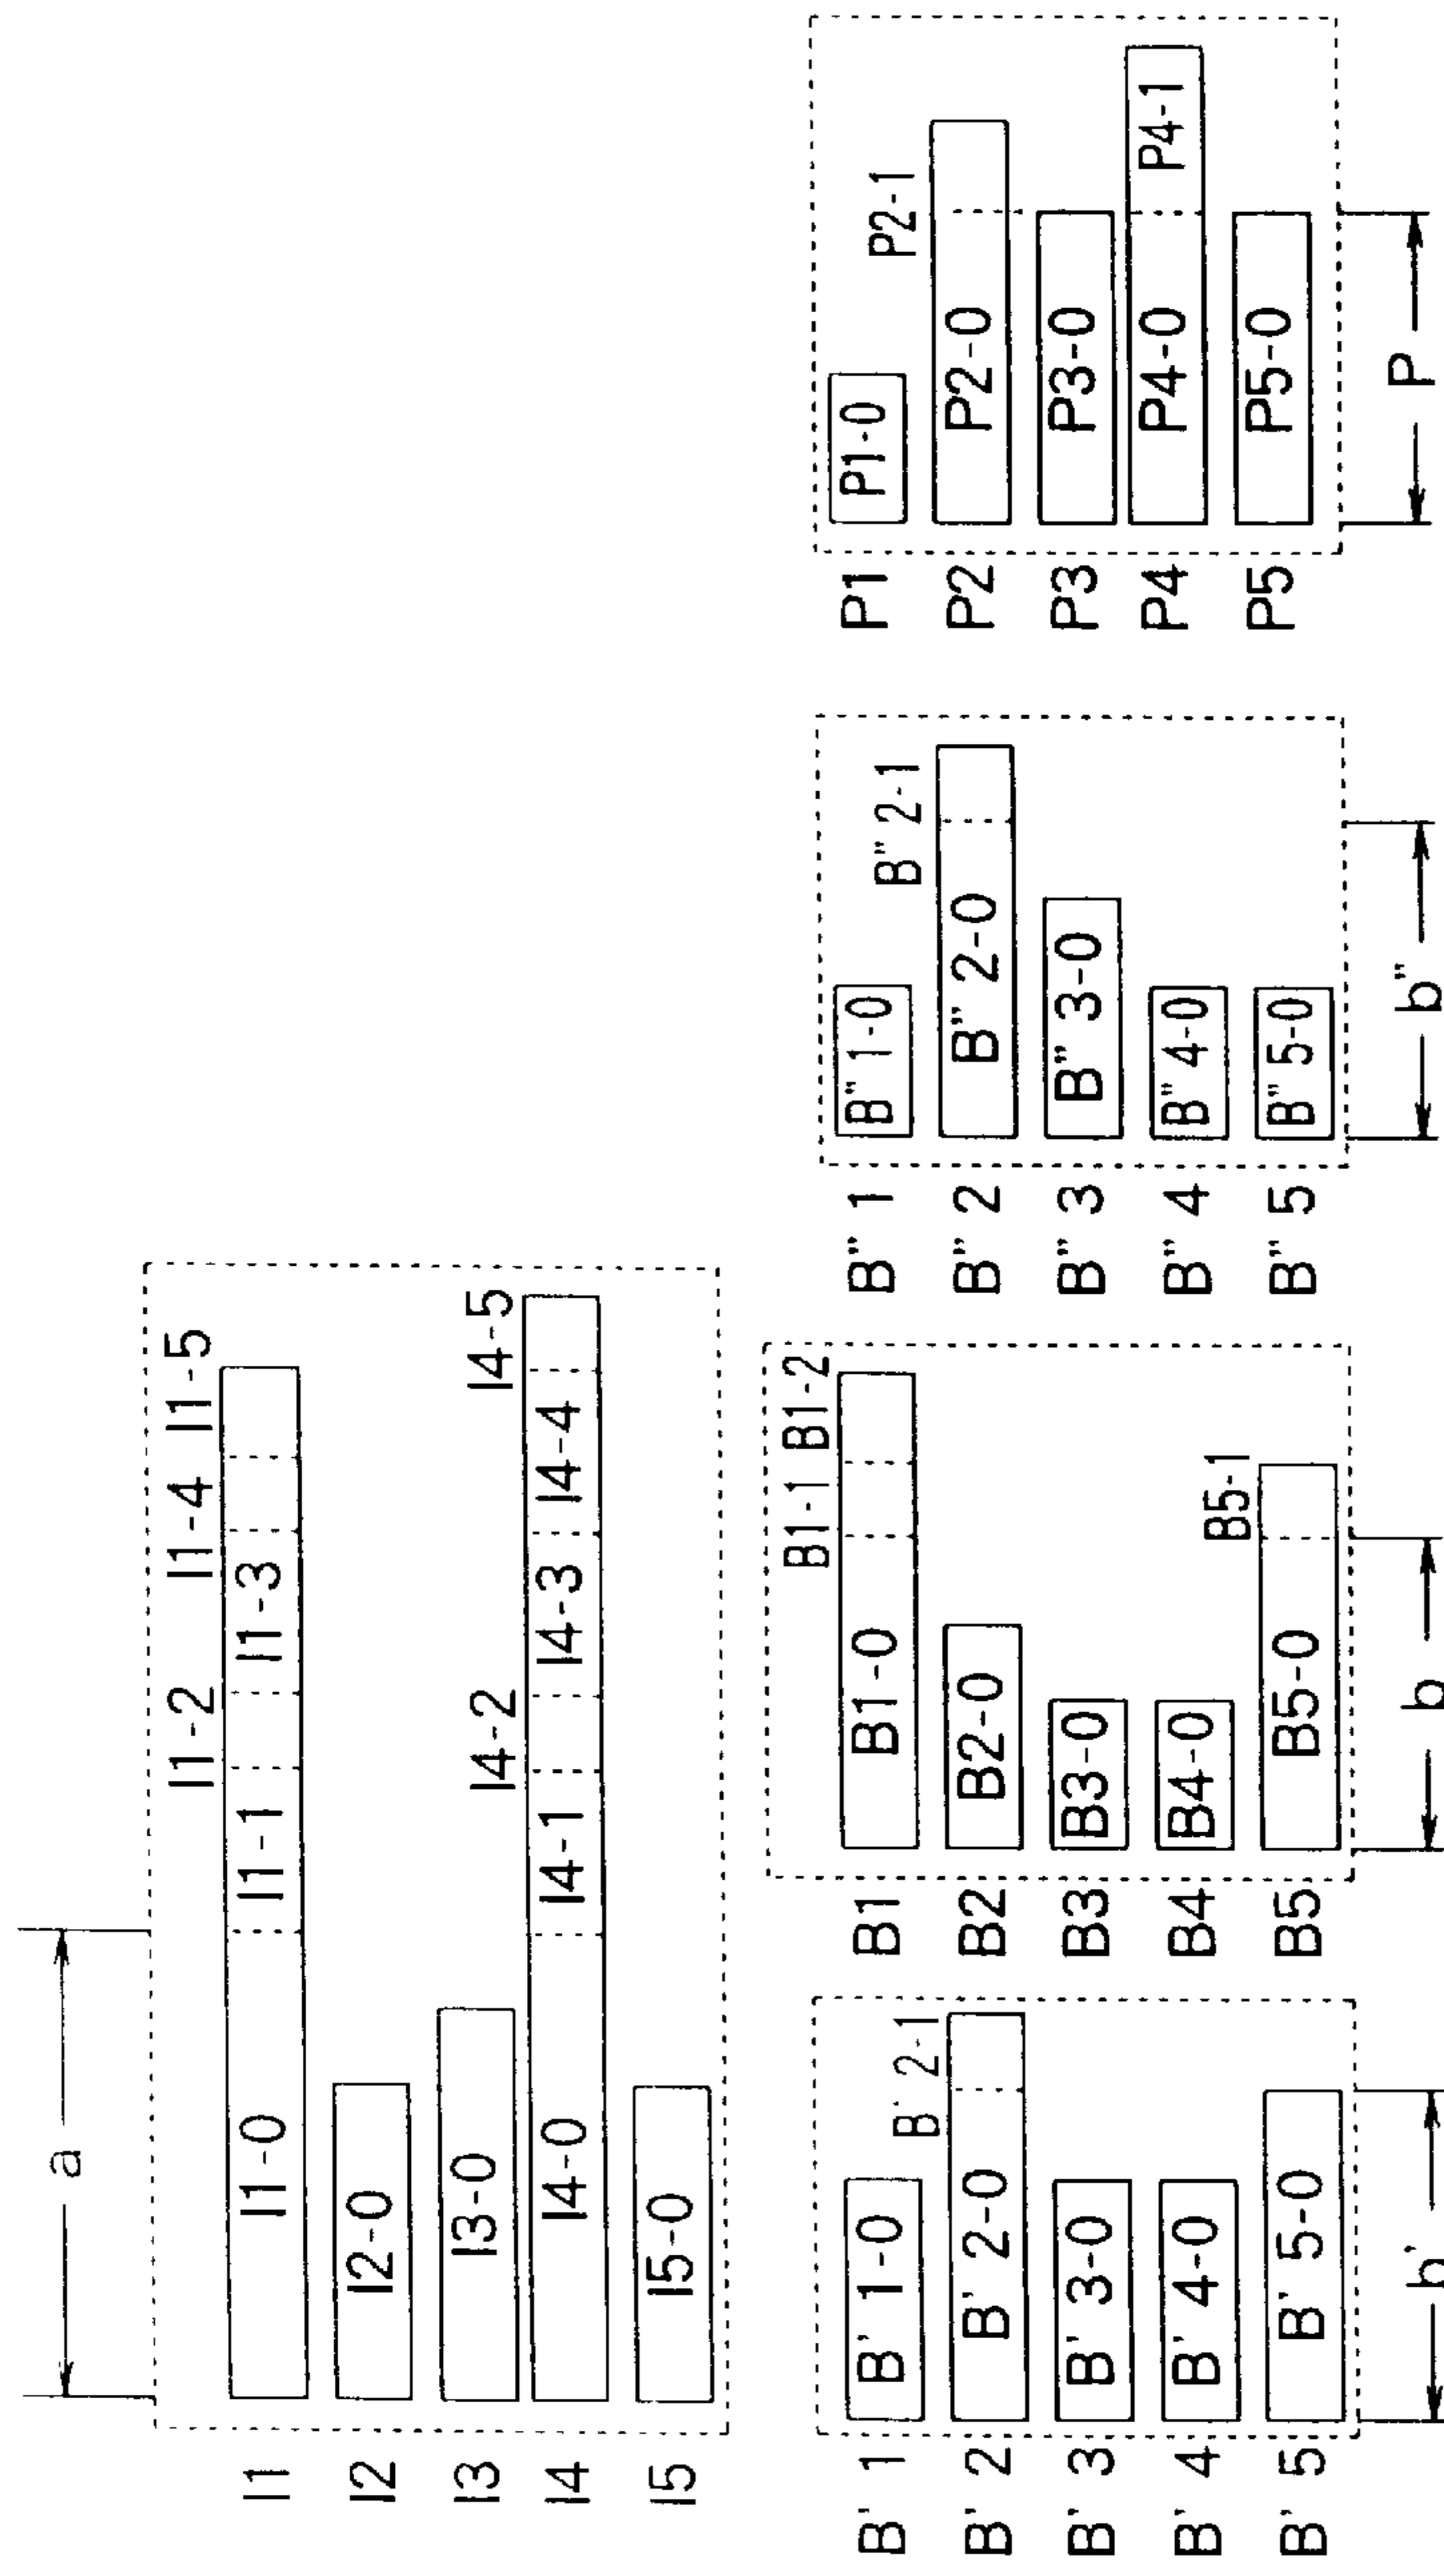 a
I1-2 I1-4 I1-5
I1 I1-0 I1-1 I1-3
I2 I2-0
I3 I3-0
I4-2 I4-5
I4 I4-0 I4-1 I4-3 I4-4
I5 I5-0
B' 1 B' 1-0
B' 2-1
B' 2 B' 2-0
B' 3 B' 3-0
B' 4 B' 4-0
B' 5 B' 5-0
b'
B1-1 B1-2
B1 B1-0
B2 B2-0
B3 B3-0
B4 B4-0
B5-1
B5 B5-0
b
B" 1 B" 1-0
B" 2-1
B" 2 B" 2-0
B" 3 B" 3-0
B" 4 B" 4-0
B" 5 B" 5-0
b"
P1 P1-0
P2-1
P2 P2-0
P3 P3-0
P4 P4-0 P4-1
P5 P5-0
P